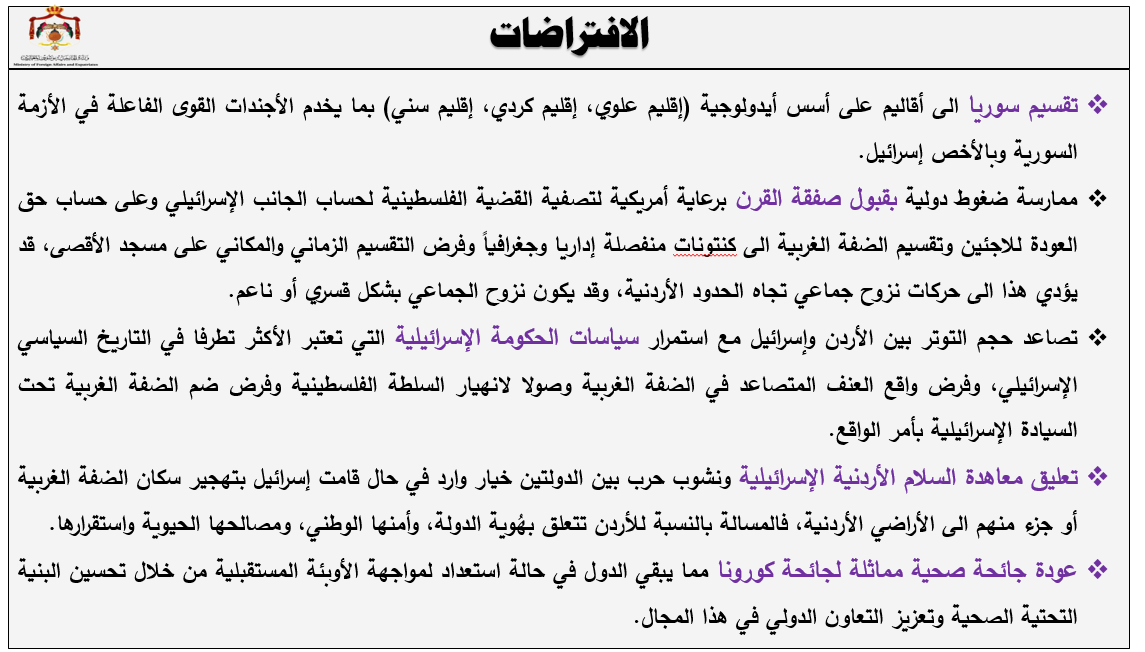 الافتراضات
Ministry of Foreign Affairs and Expatriates
❖ تقسيم سوريا الى أقاليم على أسس أيدولوجية (إقليم علوي، إقليم كردي، إقليم سني) بما يخدم الأجندات القوى الفاعلة في الأزمة
السورية وبالأخص إسرائيل.
❖ ممارسة ضغوط دولية بقبول صفقة القرن برعاية أمريكية لتصفية القضية الفلسطينية لحساب الجانب الإسرائيلي وعلى حساب حق
العودة للاجئين وتقسيم الضفة الغربية الى كنتونات منفصلة إداريا وجغرافياً وفرض التقسيم الزماني والمكاني على مسجد الأقصى، قد
يؤدي هذا الى حركات نزوح جماعي تجاه الحدود الأردنية، وقد يكون نزوح الجماعي بشكل قسري أو ناعم.
❖ تصاعد حجم التوتر بين الأردن وإسرائيل مع استمرار سياسات الحكومة الإسرائيلية التي تعتبر الأكثر تطرفا في التاريخ السياسي
الإسرائيلي، وفرض واقع العنف المتصاعد في الضفة الغربية وصولا لانهيار السلطة الفلسطينية وفرض ضم الضفة الغربية تحت
السيادة الإسرائيلية بأمر الواقع.
❖ تعليق معاهدة السلام الأردنية الإسرائيلية ونشوب حرب بين الدولتين خيار وارد في حال قامت إسرائيل بتهجير سكان الضفة الغربية
أو جزء منهم الى الأراضي الأردنية، فالمسالة بالنسبة للأردن تتعلق بهُوية الدولة، وأمنها الوطني، ومصالحها الحيوية واستقرارها.
❖ عودة جائحة صحية مماثلة لجائحة كورونا مما يبقي الدول في حالة استعداد لمواجهة الأوبئة المستقبلية من خلال تحسين البنية
التحتية الصحية وتعزيز التعاون الدولي في هذا المجال.